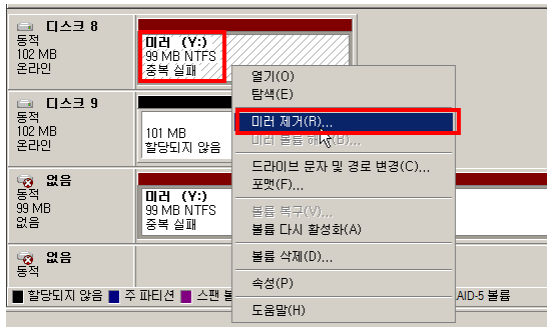 디스크 8
동적
102 MB
온라인
미러 (Y:)
99 MB NTFS
중복 실패
디스크 9
동적
102 MB
온라인
101 MB
할당되지 않음
없음
동적
99 MB
없음
미러 (Y:)
99 MB NTFS
중복 실패
없음
동적
열기(O)
탐색(E)
미러 제거(R)...
미러 볼륨 해(B)...
드라이브 문자 및 경로 변경(C)...
포맷(F)...
볼륨 복구(V)...
볼륨 다시 활성화(A)
볼륨 삭제(D)...
속성(P)
도움말(H)
할당되지 않음 주 파티션 스팬 볼 AID-5 볼륨